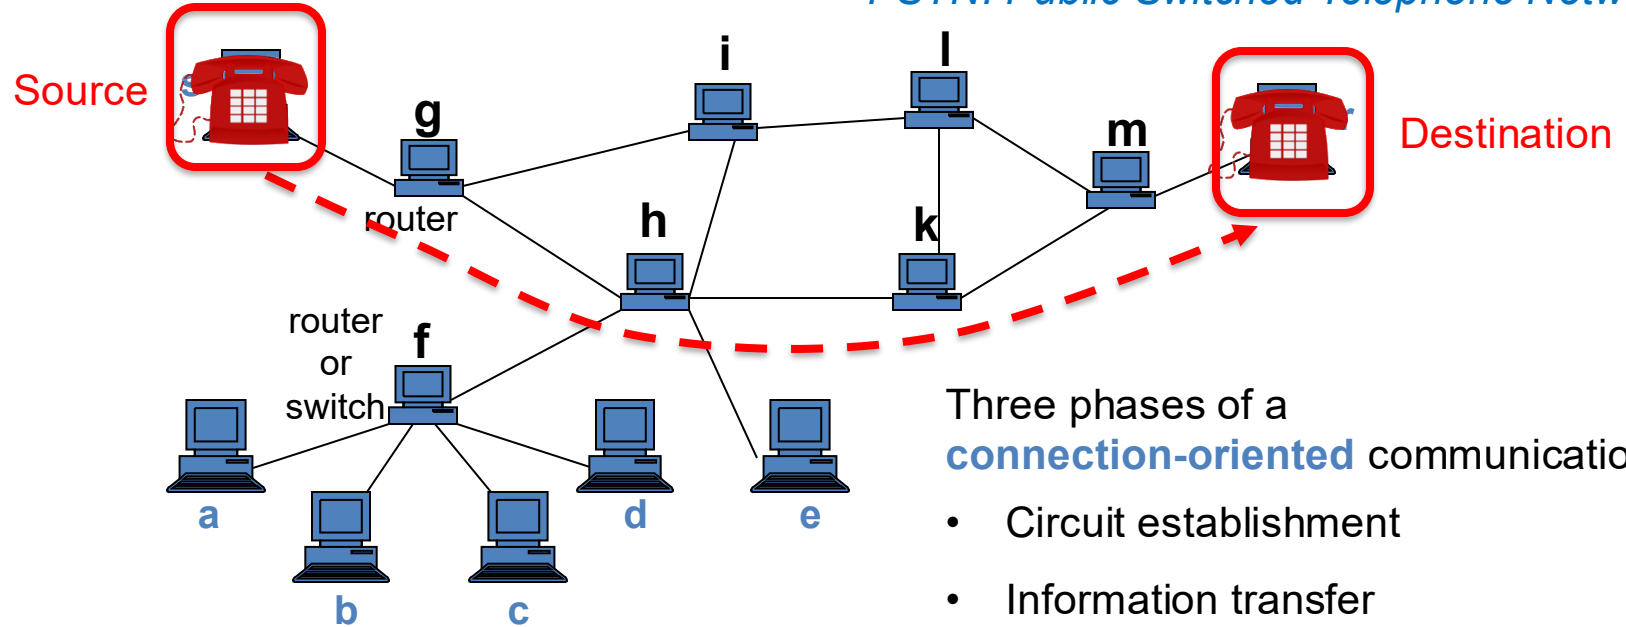 Source
g
router
i
l
m
Destination
h
k
router
or
switch
f
a
b
c
d
e
Three phases of a
connection-oriented
• Circuit establishment
• Information transfer